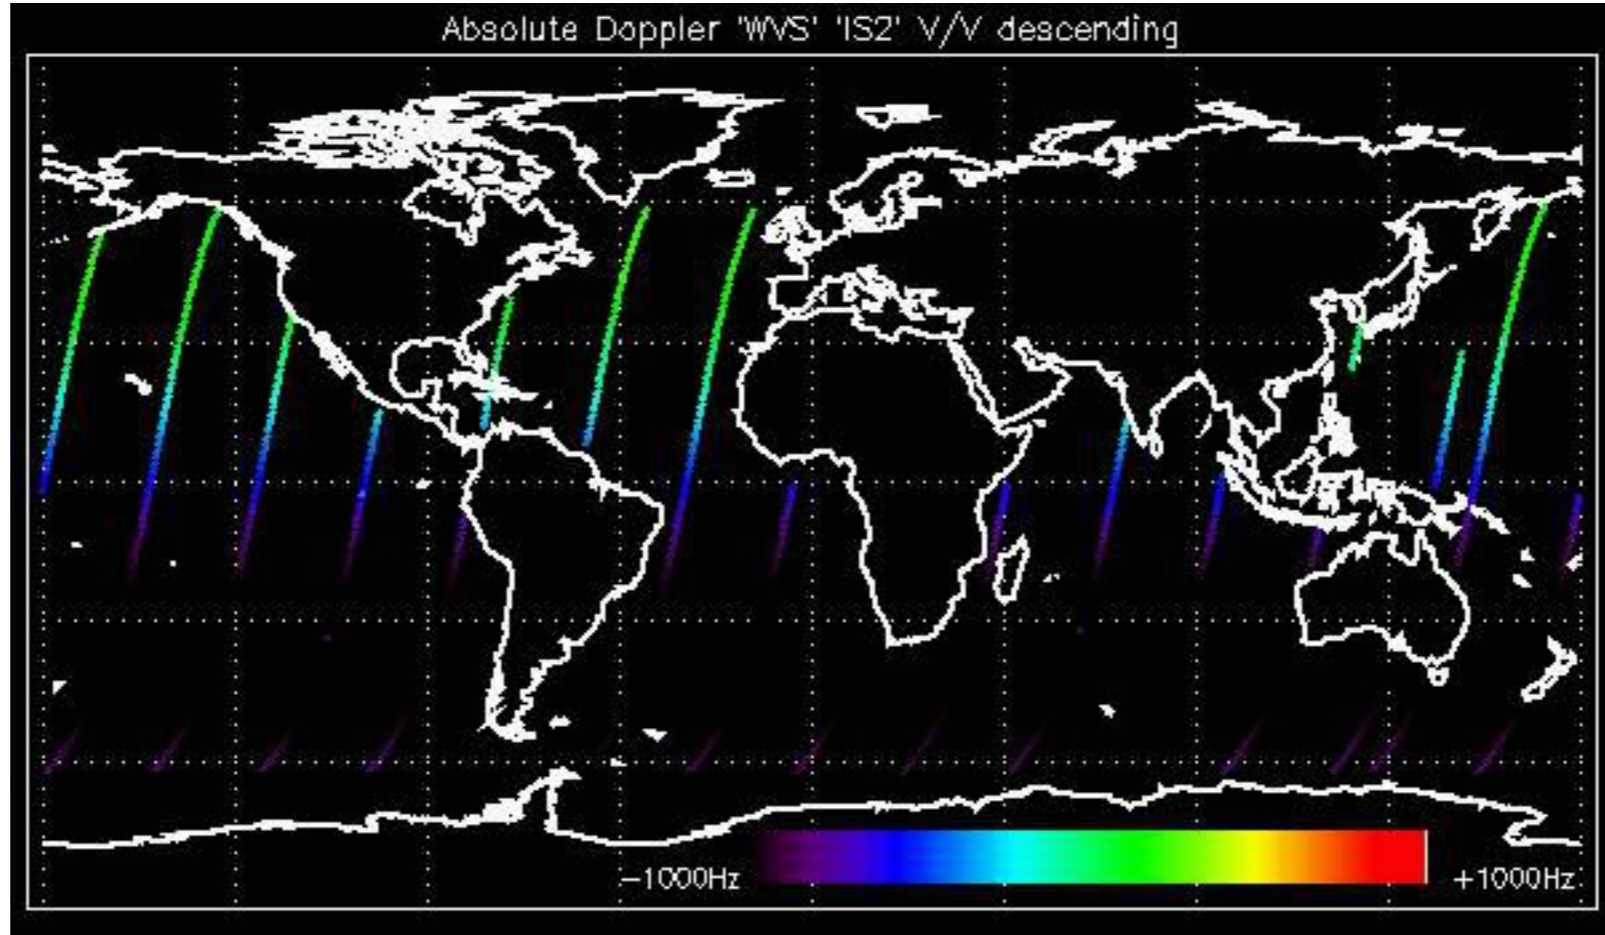 Absolute Doppler 'WVS' 'IS2' V/V descending
-1000Hz +1000Hz